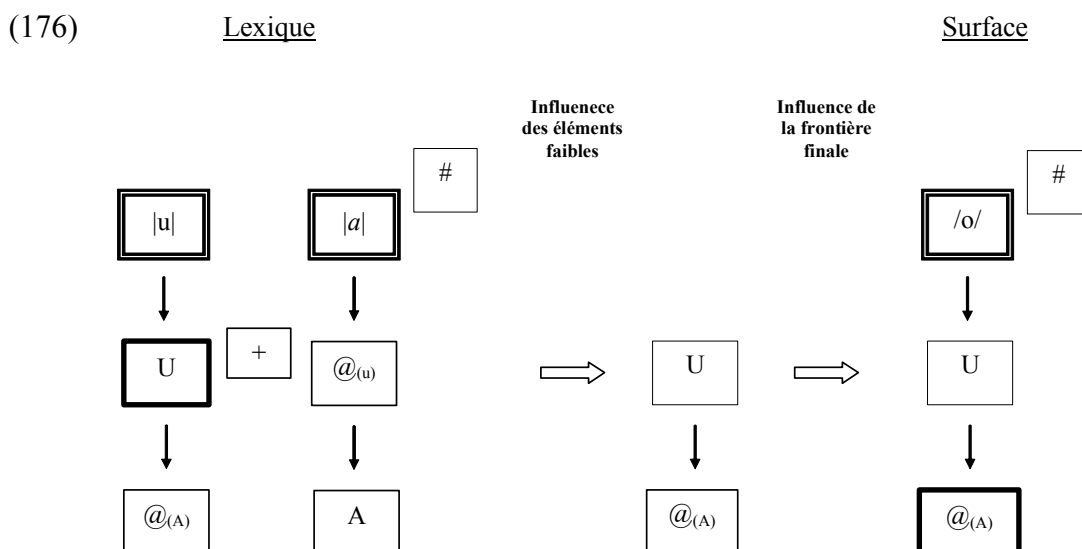 (176) Lexique Surface
Influenece Influence de
des éléments la frontière
faibles finale
# #
|u| |a| /o/
U + @(u) U U
@(A) A @(A) @(A)